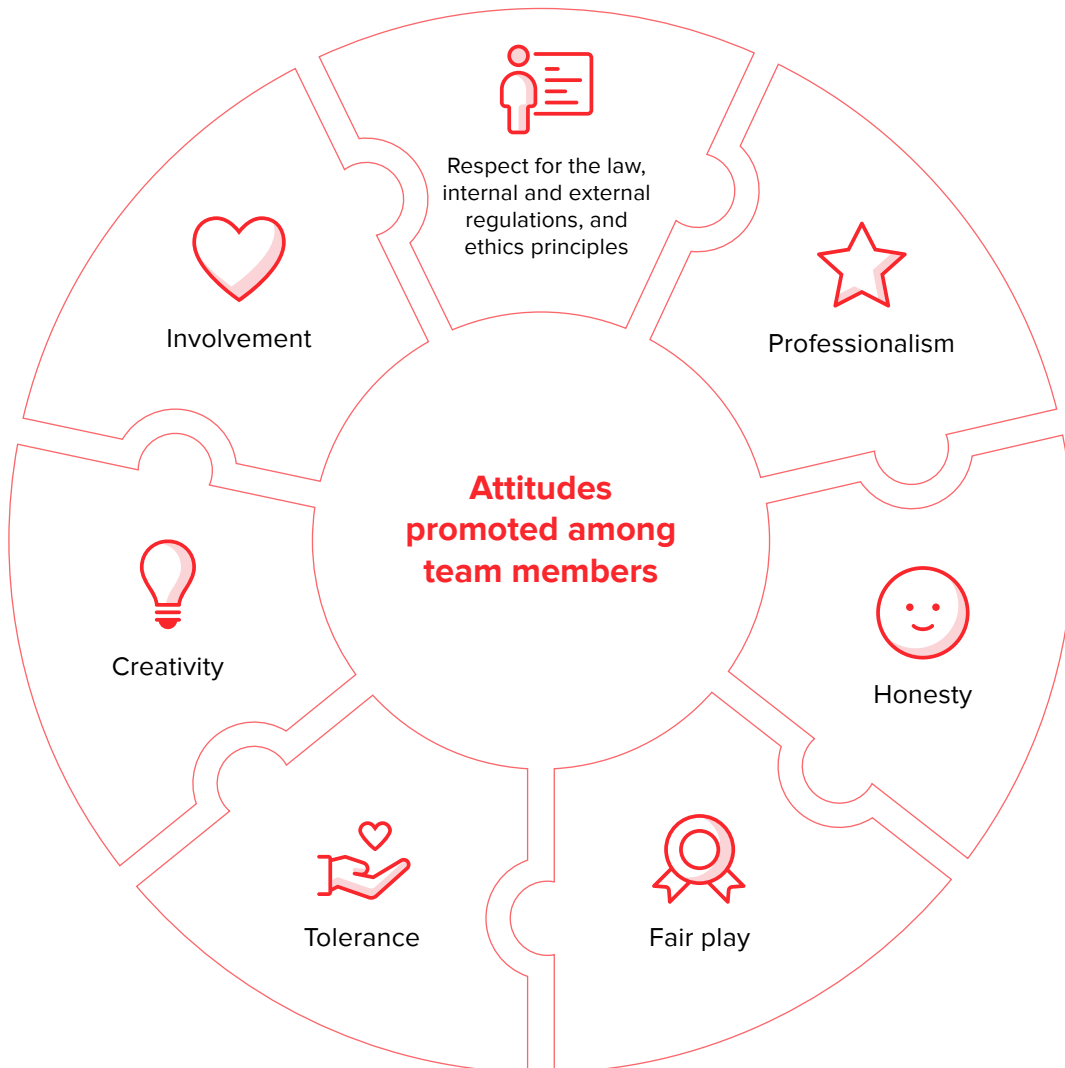 Respect for the law,
internal and external
regulations, and
ethics principles
Involvement
Professionalism
Attitudes
promoted among
team members
Creativity
Honesty
Tolerance
Fair play